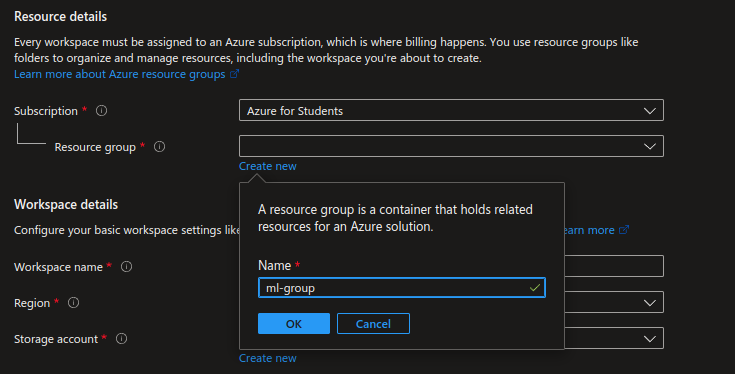 Resource details
Every workspace must be assigned to an Azure subscription, which is where billing happens. You use resource groups like
folders to organize and manage resources, including the workspace you're about to create.
Learn more about Azure resource groups
Subscription *
Azure for Students
Resource group *
Create new
A resource group is a container that holds related
resources for an Azure solution.
Name *
ml-group
OK
Cancel
Workspace details
Configure your basic workspace settings like
earn more
Workspace name *
Region *
Storage account *
Create new